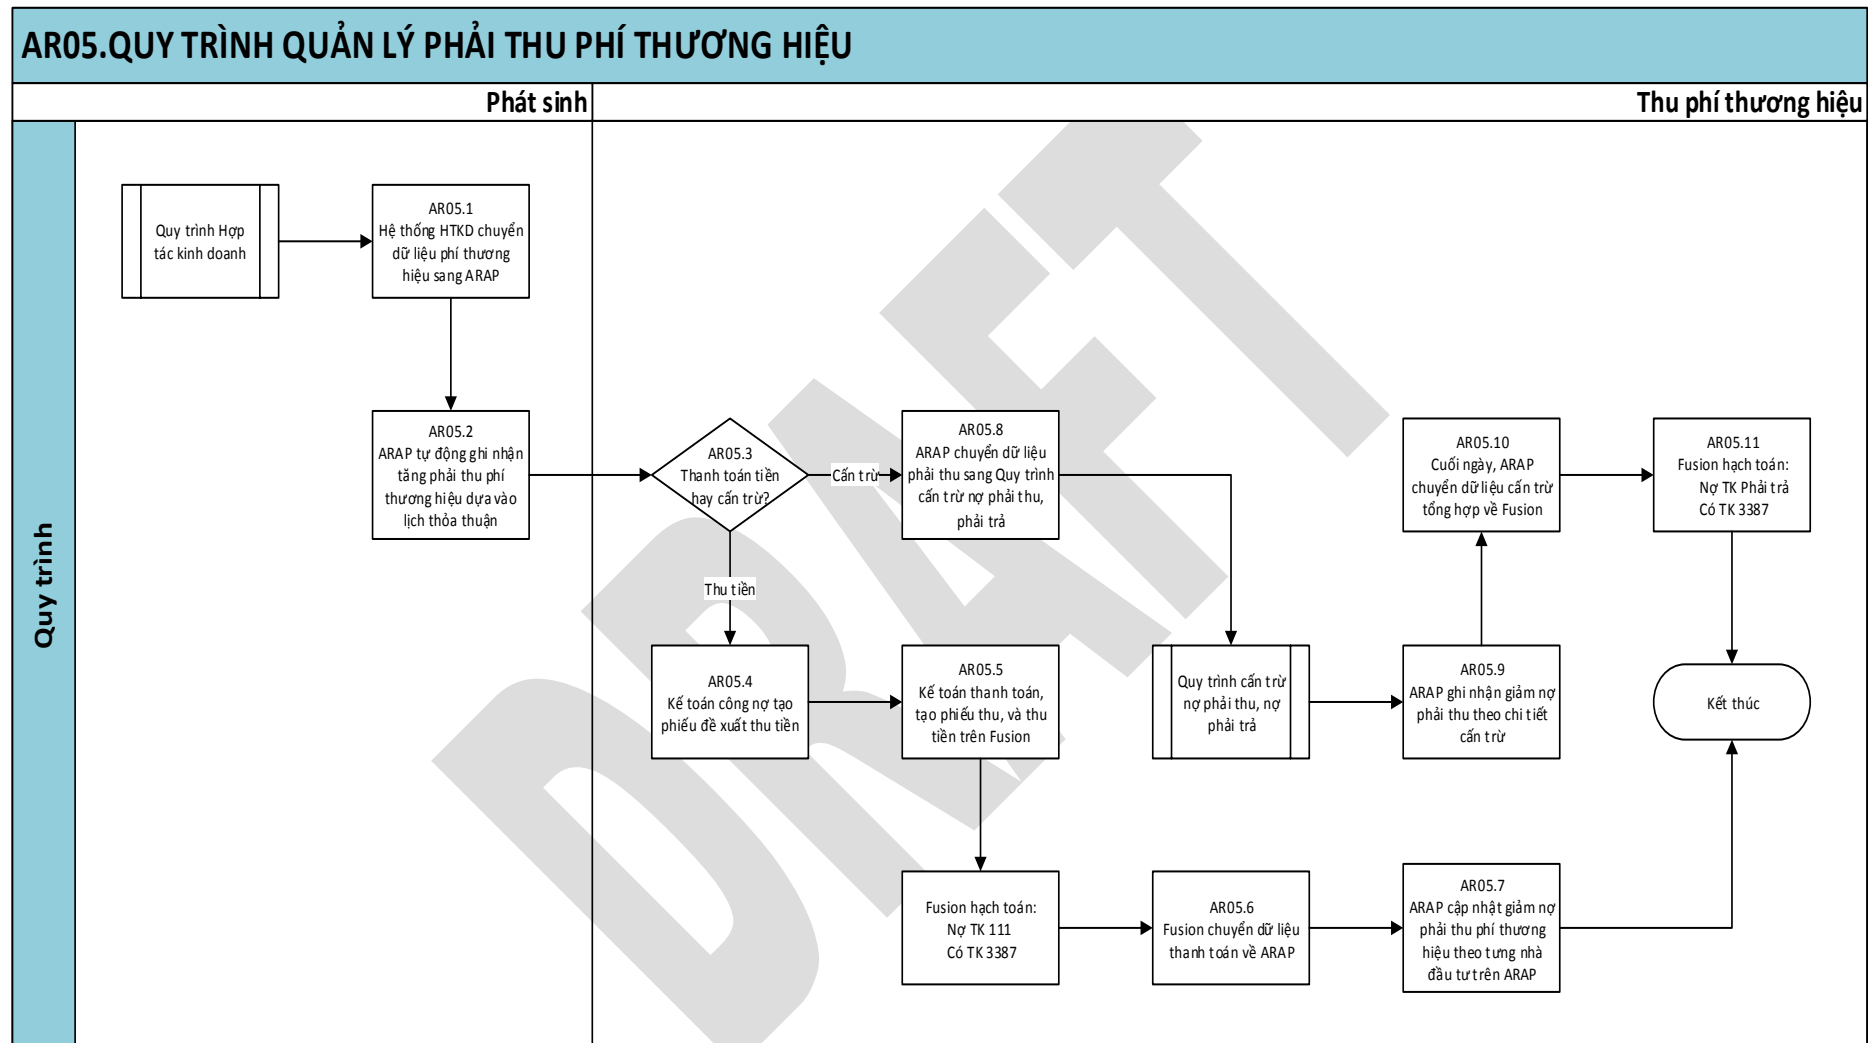 AR05.QUY TRÌNH QUẢN LÝ PHẢI THU PHÍ THƯƠNG HIỆU
Phát sinh
Thu phí thương hiệu
Quy trình
Quy trình Hợp
tác kinh doanh
AR05.1
Hệ thống HTKD chuyển
dữ liệu phí thương
hiệu sang ARAP
AR05.2
ARAP tự động ghi nhận
tăng phải thu phí
thương hiệu dựa vào
lịch thỏa thuận
AR05.3
Thanh toán tiền
hay cấn trừ?
Cấn trừ
Thu tiền
AR05.8
ARAP chuyển dữ liệu
phải thu sang Quy trình
cấn trừ nợ phải thu,
phải trả
AR05.10
Cuối ngày, ARAP
chuyển dữ liệu cấn trừ
tổng hợp về Fusion
AR05.11
Fusion hạch toán:
Nợ TK Phải trả
Có TK 3387
AR05.4
Kế toán công nợ tạo
phiếu đề xuất thu tiền
AR05.5
Kế toán thanh toán,
tạo phiếu thu, và thu
tiền trên Fusion
Quy trình cấn trừ
nợ phải thu, nợ
phải trả
AR05.9
ARAP ghi nhận giảm nợ
phải thu theo chi tiết
cấn trừ
Kết thúc
Fusion hạch toán:
Nợ TK 111
Có TK 3387
AR05.6
Fusion chuyển dữ liệu
thanh toán về ARAP
AR05.7
ARAP cập nhật giảm nợ
phải thu phí thương
hiệu theo tưng nhà
đầu tư trên ARAP
DRAFT